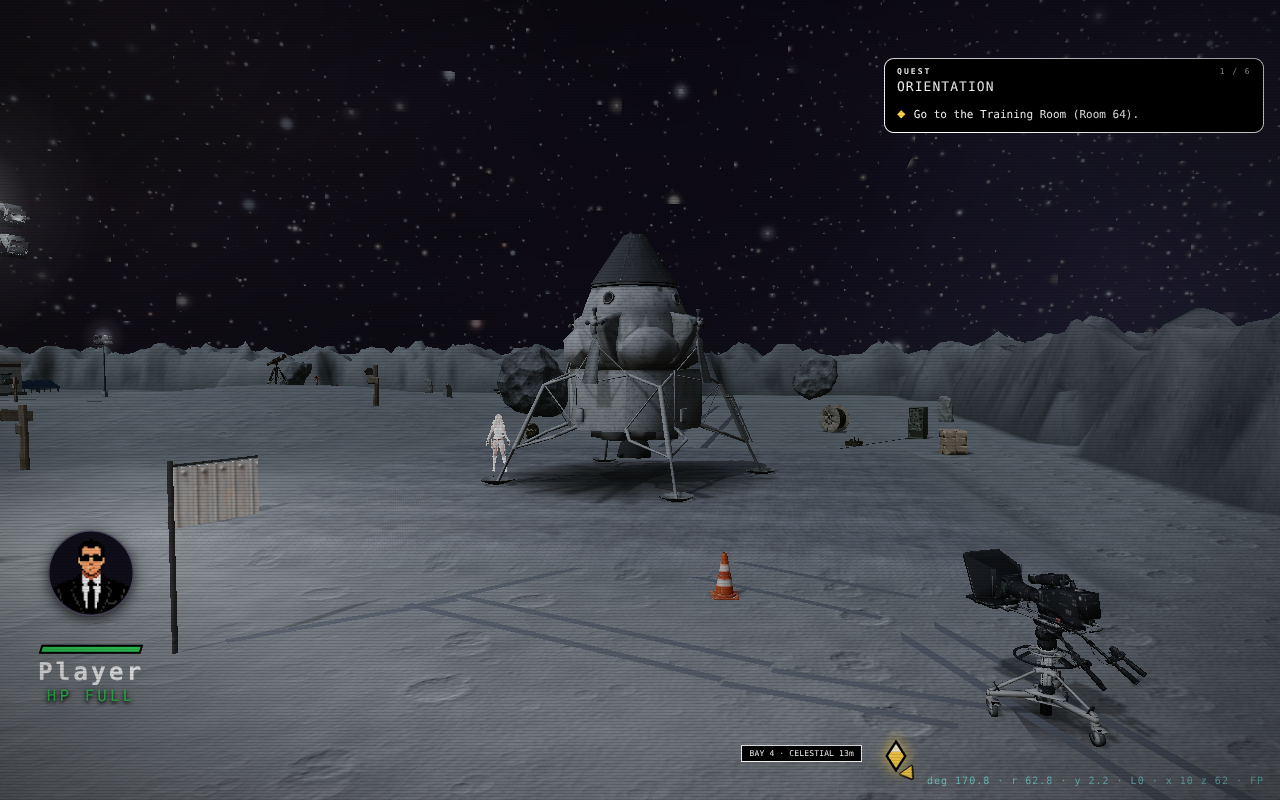 QUEST 1 / 6
ORIENTATION
◆ Go to the Training Room (Room 64).
Player
HP FULL
BAY 4 · CELESTIAL 13m
deg 170.8 · r 62.8 · y 2.2 · L0 · x 10 z 62 · FP